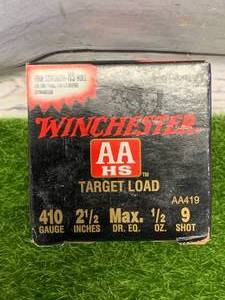 WINCHESTER
AA
HS
TARGET LOAD
AA419
410 2½ Max. ½ 9
GAUGE INCHES DR. EQ. OZ. SHOT